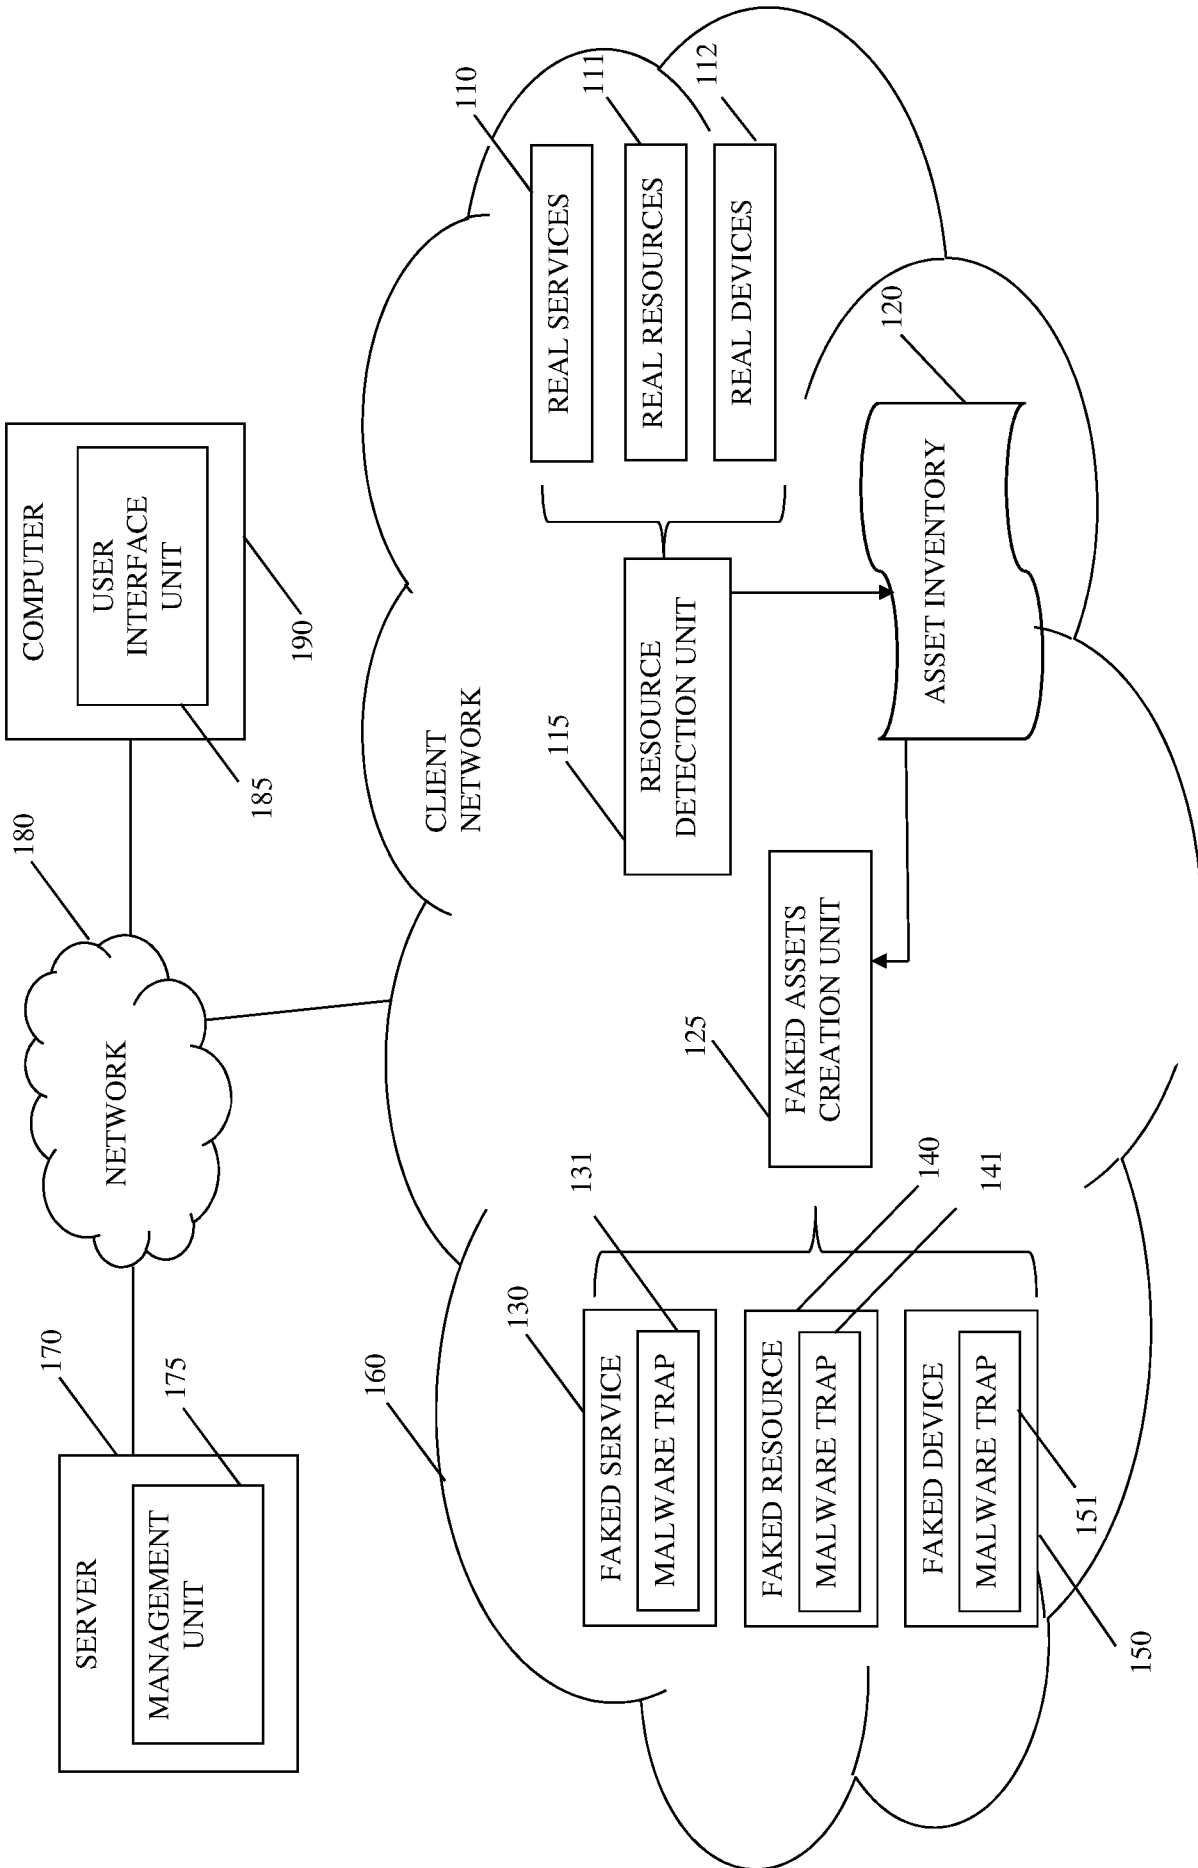 SERVER
MANAGEMENT
UNIT
170
175
NETWORK
180
COMPUTER
USER
INTERFACE
UNIT
185
190
160
CLIENT
NETWORK
130
FAKED SERVICE
MALWARE TRAP
131
FAKED RESOURCE
MALWARE TRAP
140
141
FAKED DEVICE
MALWARE TRAP
151
150
125
FAKED ASSETS
CREATION UNIT
115
RESOURCE
DETECTION UNIT
110
REAL SERVICES
111
REAL RESOURCES
112
REAL DEVICES
120
ASSET INVENTORY